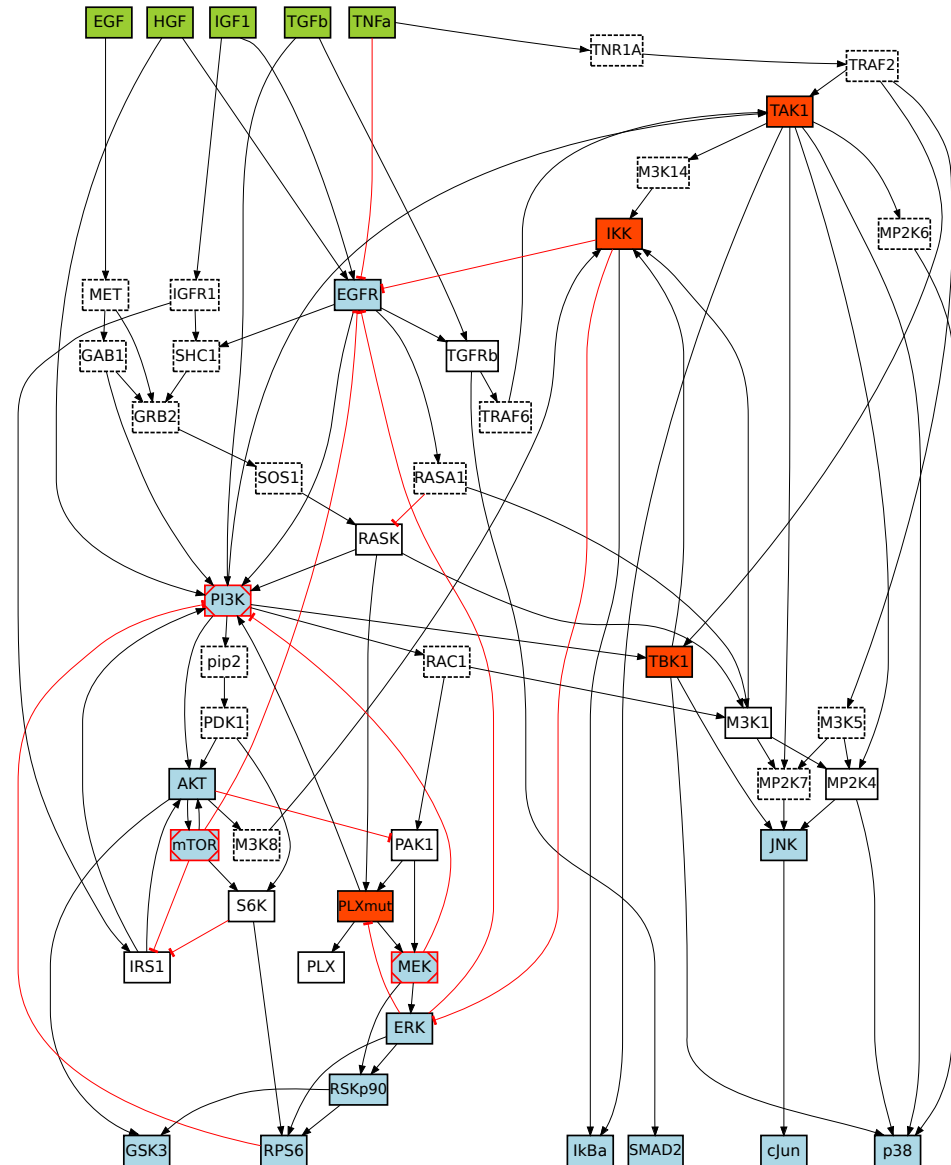 EGF
HGF
IGF1
TGFb
TNFa
TNR1A
TRAF2
TAK1
M3K14
IKK
MP2K6
MET
IGFR1
EGFR
GAB1
SHC1
TGFRb
GRB2
TRAF6
SOS1
RASA1
RASK
PI3K
pip2
RAC1
TBK1
PDK1
M3K1
M3K5
AKT
MP2K7
MP2K4
mTOR
M3K8
PAK1
JNK
S6K
PLXmut
IRS1
PLX
MEK
ERK
RSKp90
GSK3
RPS6
IkBa
SMAD2
cJun
p38